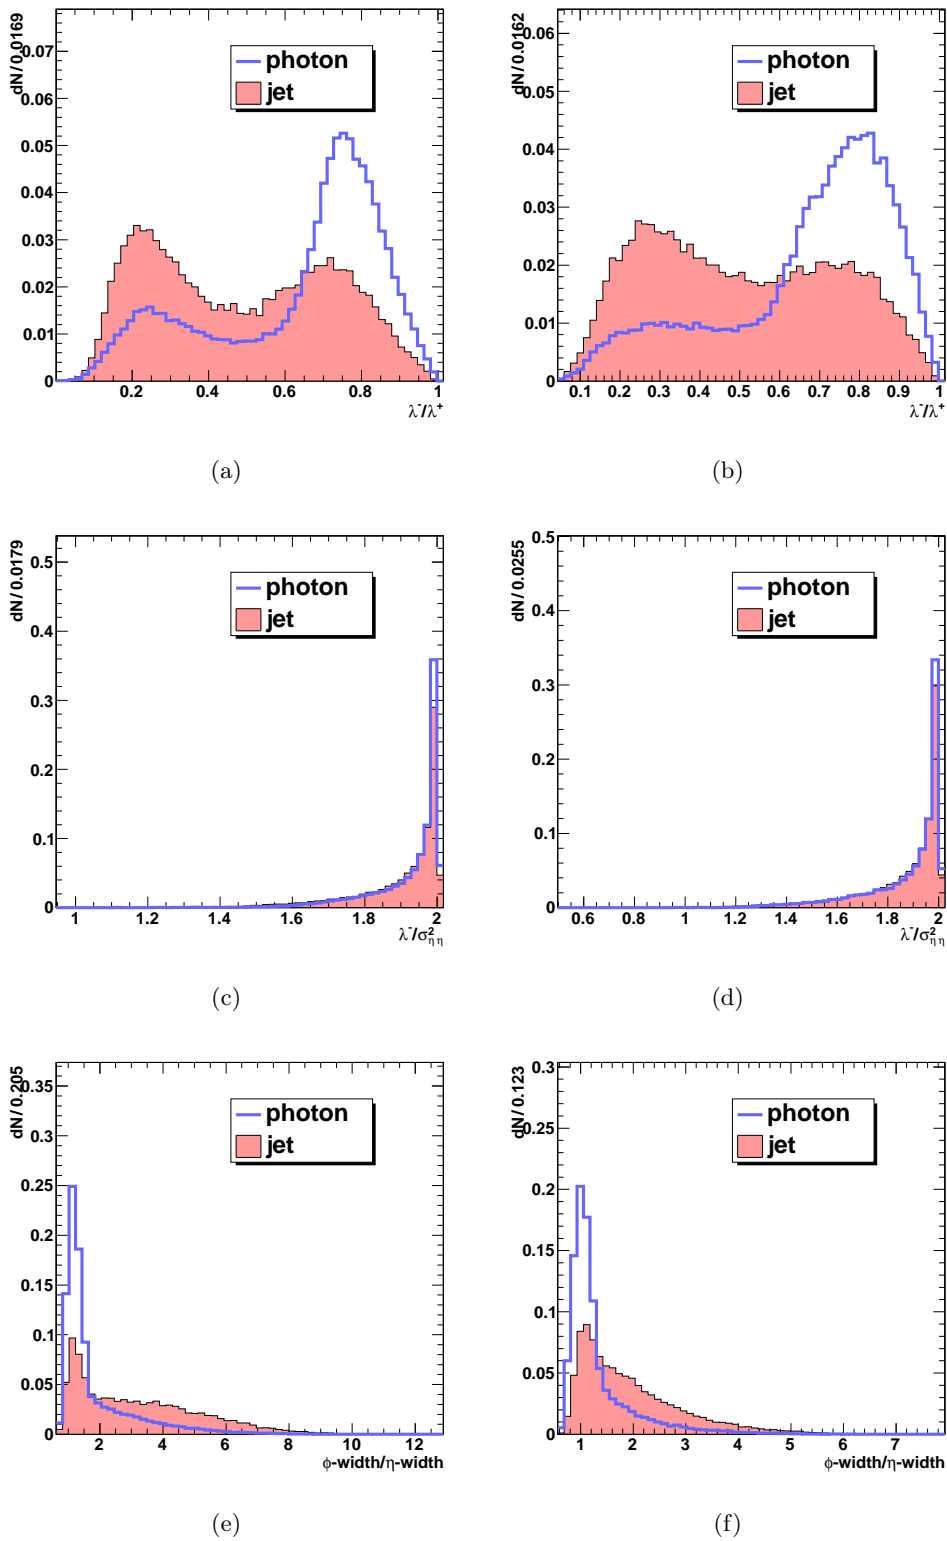 dN / 0.0169
0.07
0.06
0.05
0.04
0.03
0.02
0.01
0
photon
jet
0.2 0.4 0.6 0.8 1
λ⁻/λ⁺
(a)
dN / 0.0162
0.06
0.05
0.04
0.03
0.02
0.01
0
photon
jet
0.1 0.2 0.3 0.4 0.5 0.6 0.7 0.8 0.9 1
λ⁻/λ⁺
(b)
dN / 0.0179
0.5
0.4
0.3
0.2
0.1
0
photon
jet
1 1.2 1.4 1.6 1.8 2
λ⁻/σ²ηη
(c)
dN / 0.0255
0.5
0.4
0.3
0.2
0.1
0
photon
jet
0.6 0.8 1 1.2 1.4 1.6 1.8 2
λ⁻/σ²ηη
(d)
dN / 0.205
0.35
0.3
0.25
0.2
0.15
0.1
0.05
0
photon
jet
2 4 6 8 10 12
ϕ-width/η-width
(e)
dN / 0.123
0.3
0.25
0.2
0.15
0.1
0.05
0
photon
jet
1 2 3 4 5 6 7
ϕ-width/η-width
(f)